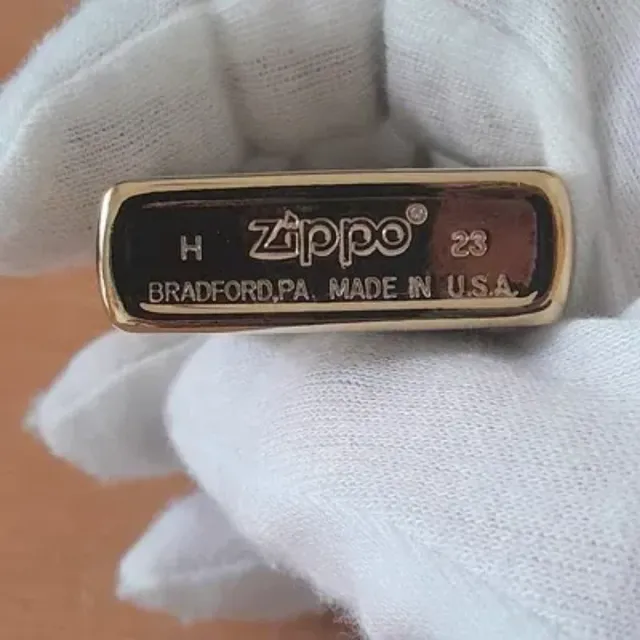 H Zippo® 23
BRADFORD,PA. MADE IN U.S.A.